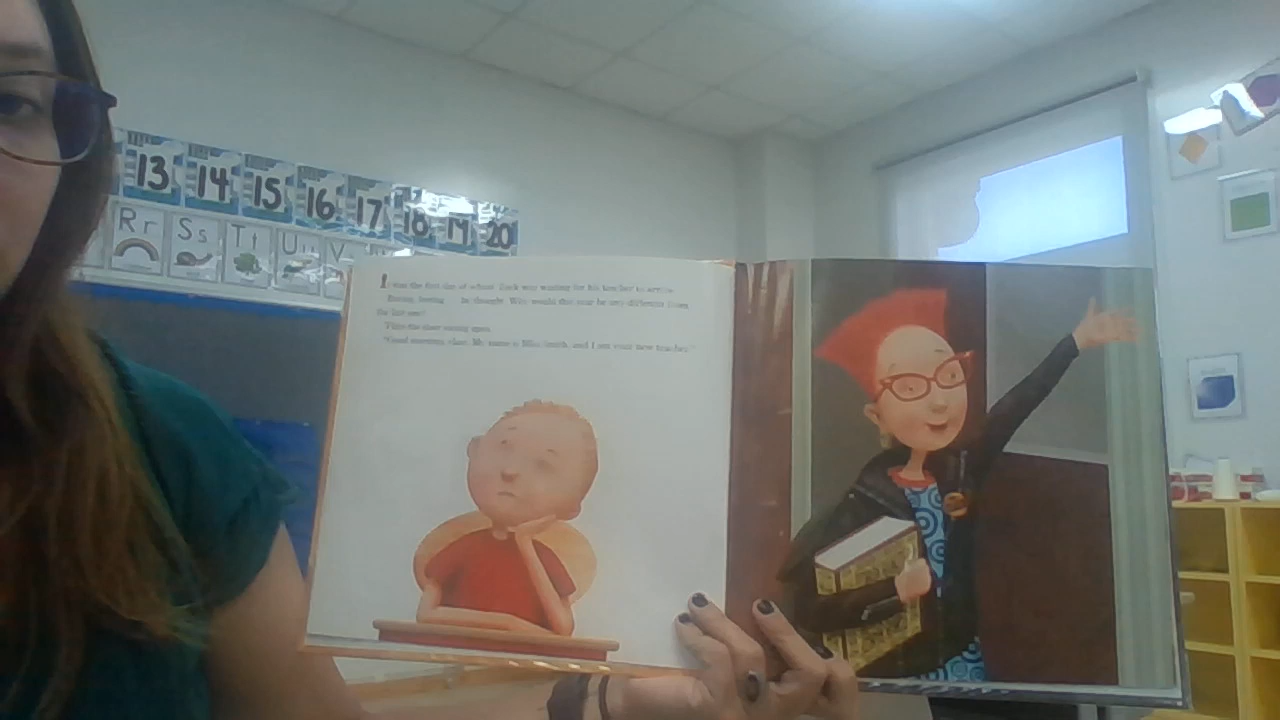 13 14 15 16 17 18 19 20
Rr Ss Tt U V
It was the first day of school. Zack was waiting for his teacher to arrive.
Boring, boring he thought. Why would this year be any different from
the last one?
Then the door swung open.
"Good morning, class. My name is Miss Smith, and I am your new teacher."